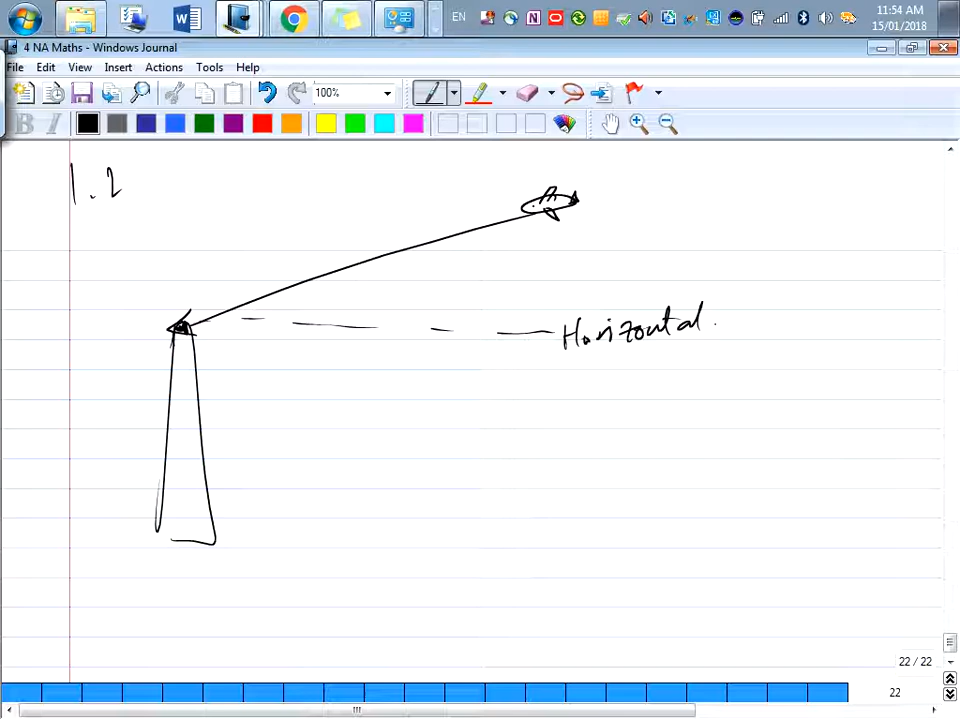 EN
11:54 AM
15/01/2018
4 NA Maths - Windows Journal
File Edit View Insert Actions Tools Help
100%
B I
1.2
Horizontal
22 / 22
22